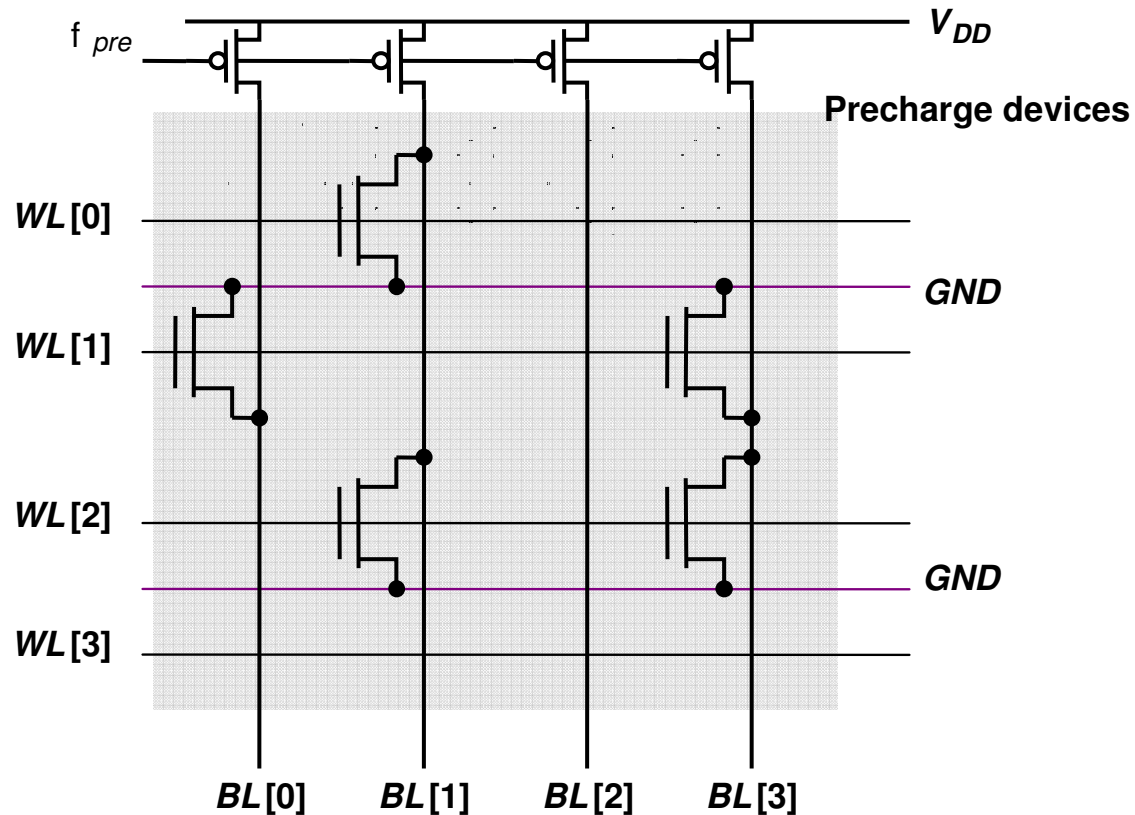 f pre
V DD
Precharge devices
WL[0]
GND
WL[1]
WL[2]
GND
WL[3]
BL[0] BL[1] BL[2] BL[3]